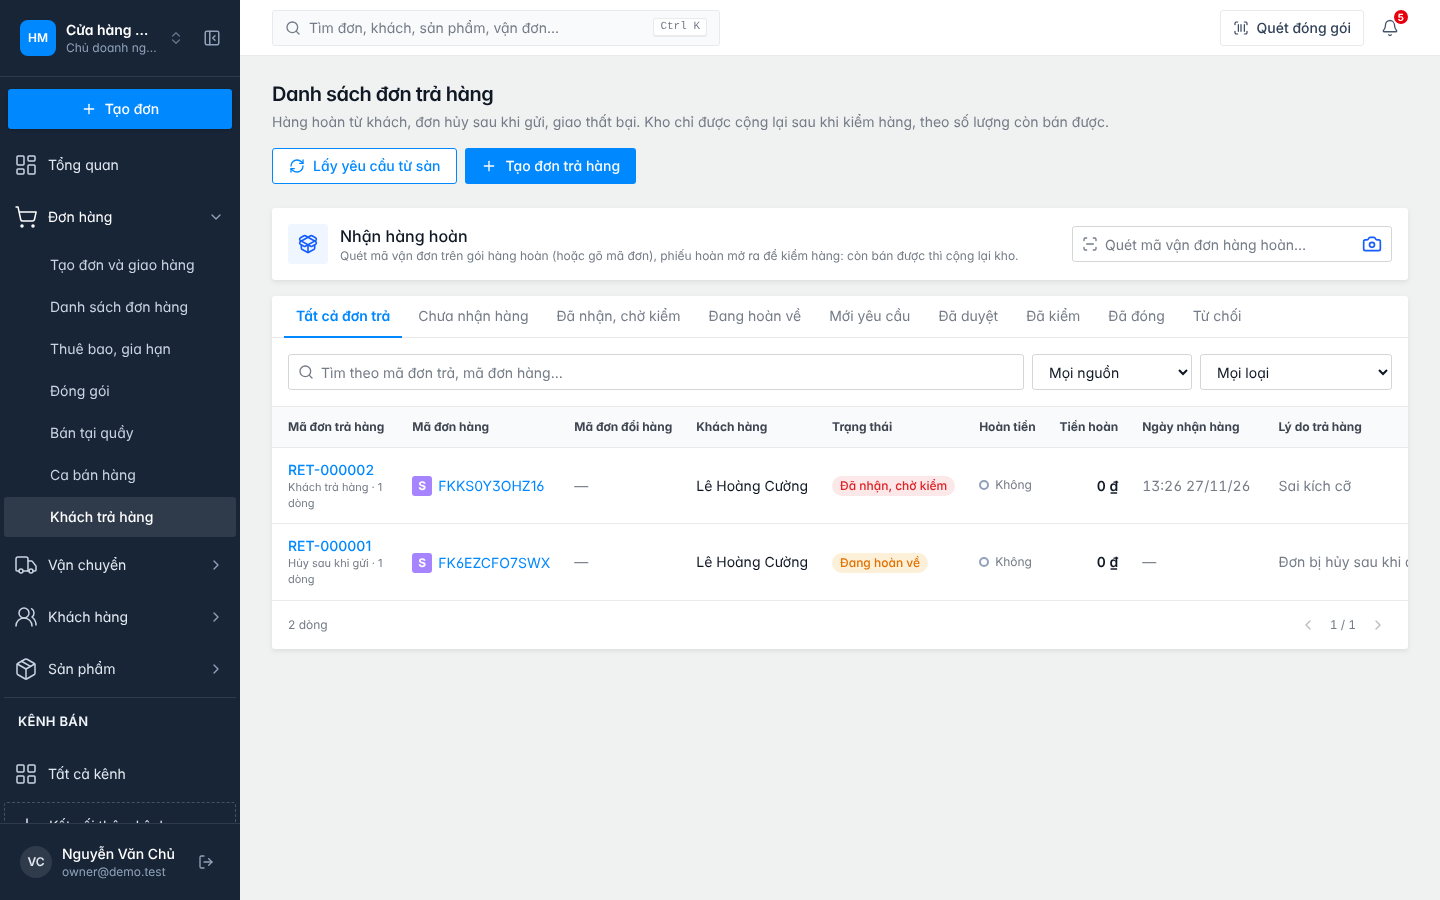 HM
Cửa hàng ...
Chủ doanh ng...
Tìm đơn, khách, sản phẩm, vận đơn...
Ctrl K
Quét đóng gói
5
Tạo đơn
Tổng quan
Đơn hàng
Tạo đơn và giao hàng
Danh sách đơn hàng
Thuê bao, gia hạn
Đóng gói
Bán tại quầy
Ca bán hàng
Khách trả hàng
Vận chuyển
Khách hàng
Sản phẩm
KÊNH BÁN
Tất cả kênh
VC
Nguyễn Văn Chủ
owner@demo.test
Danh sách đơn trả hàng
Hàng hoàn từ khách, đơn hủy sau khi gửi, giao thất bại. Kho chỉ được cộng lại sau khi kiểm hàng, theo số lượng còn bán được.
Lấy yêu cầu từ sàn
Tạo đơn trả hàng
Nhận hàng hoàn
Quét mã vận đơn trên gói hàng hoàn (hoặc gõ mã đơn), phiếu hoàn mở ra để kiểm hàng: còn bán được thì cộng lại kho.
Quét mã vận đơn hàng hoàn...
Tất cả đơn trả
Chưa nhận hàng
Đã nhận, chờ kiểm
Đang hoàn về
Mới yêu cầu
Đã duyệt
Đã kiểm
Đã đóng
Từ chối
Tìm theo mã đơn trả, mã đơn hàng...
Mọi nguồn
Mọi loại
Mã đơn trả hàng
Mã đơn hàng
Mã đơn đổi hàng
Khách hàng
Trạng thái
Hoàn tiền
Tiền hoàn
Ngày nhận hàng
Lý do trả hàng
RET-000002
Khách trả hàng · 1
dòng
S
FKKS0Y3OHZ16
—
Lê Hoàng Cường
Đã nhận, chờ kiểm
Không
0 ₫
13:26 27/11/26
Sai kích cỡ
RET-000001
Hủy sau khi gửi · 1
dòng
S
FK6EZCFO7SWX
—
Lê Hoàng Cường
Đang hoàn về
Không
0 ₫
—
Đơn bị hủy sau khi
2 dòng
1 / 1